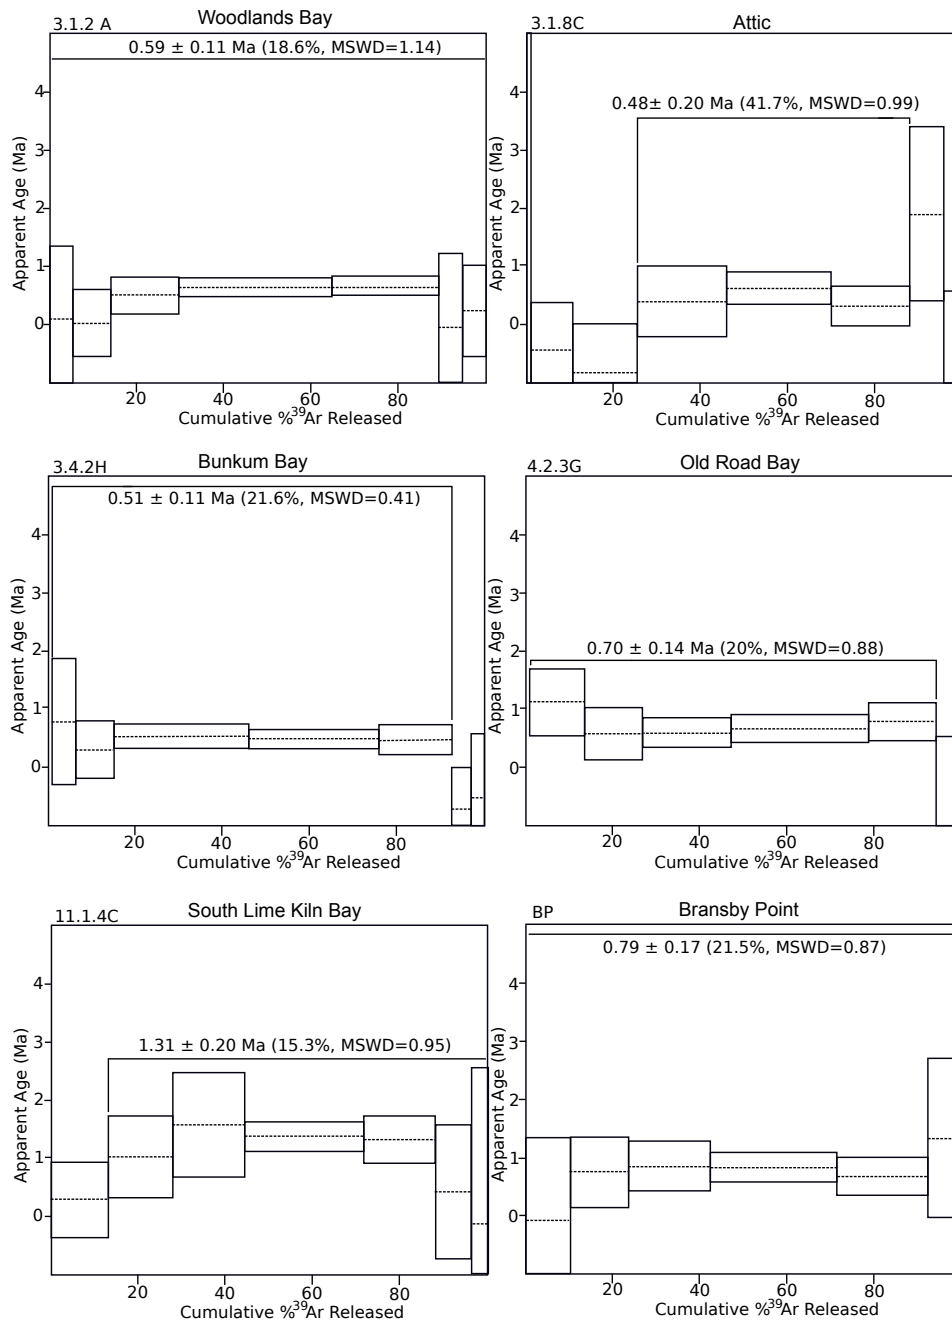 3.1.2 A
Woodlands Bay
0.59 ± 0.11 Ma (18.6%, MSWD=1.14)
Apparent Age (Ma)
4
3
2
1
0
20 40 60 80
Cumulative %39Ar Released
3.1.8C
Attic
0.48± 0.20 Ma (41.7%, MSWD=0.99)
Apparent Age (Ma)
4
3
2
1
0
20 40 60 80
Cumulative %39Ar Released
3.4.2H
Bunkum Bay
0.51 ± 0.11 Ma (21.6%, MSWD=0.41)
Apparent Age (Ma)
4
3
2
1
0
20 40 60 80
Cumulative %39Ar Released
4.2.3G
Old Road Bay
0.70 ± 0.14 Ma (20%, MSWD=0.88)
Apparent Age (Ma)
4
3
2
1
0
20 40 60 80
Cumulative %39Ar Released
11.1.4C
South Lime Kiln Bay
1.31 ± 0.20 Ma (15.3%, MSWD=0.95)
Apparent Age (Ma)
4
3
2
1
0
20 40 60 80
Cumulative %39Ar Released
BP
Bransby Point
0.79 ± 0.17 (21.5%, MSWD=0.87)
Apparent Age (Ma)
4
3
2
1
0
20 40 60 80
Cumulative %39Ar Released